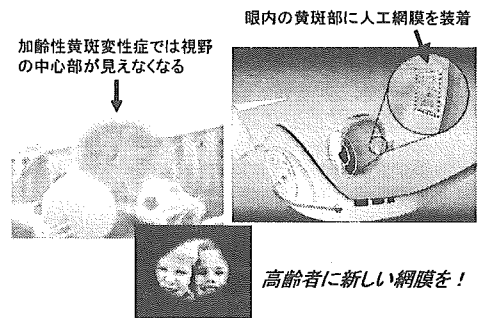 加齢性黄斑変性症では視野
の中心部が見えなくなる
眼内の黄斑部に人工網膜を装着
高齢者に新しい網膜を！